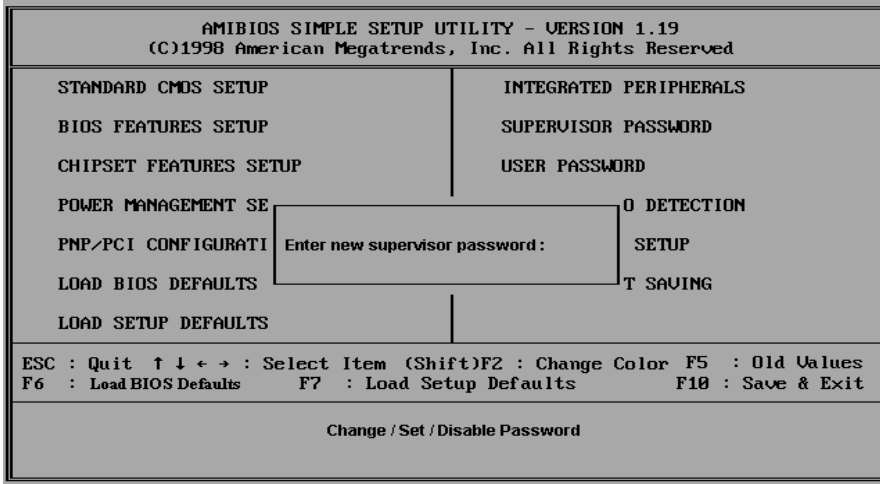 AMIBIOS SIMPLE SETUP UTILITY - VERSION 1.19
(C)1998 American Megatrends, Inc. All Rights Reserved
STANDARD CMOS SETUP
BIOS FEATURES SETUP
CHIPSET FEATURES SETUP
POWER MANAGEMENT SE
PNP/PCI CONFIGURATI
LOAD BIOS DEFAULTS
LOAD SETUP DEFAULTS
INTEGRATED PERIPHERALS
SUPERVISOR PASSWORD
USER PASSWORD
O DETECTION
SETUP
T SAVING
Enter new supervisor password :
ESC : Quit ↑ ↓ ← → : Select Item (Shift)F2 : Change Color F5 : Old Values
F6 : Load BIOS Defaults F7 : Load Setup Defaults F10 : Save & Exit
Change / Set / Disable Password